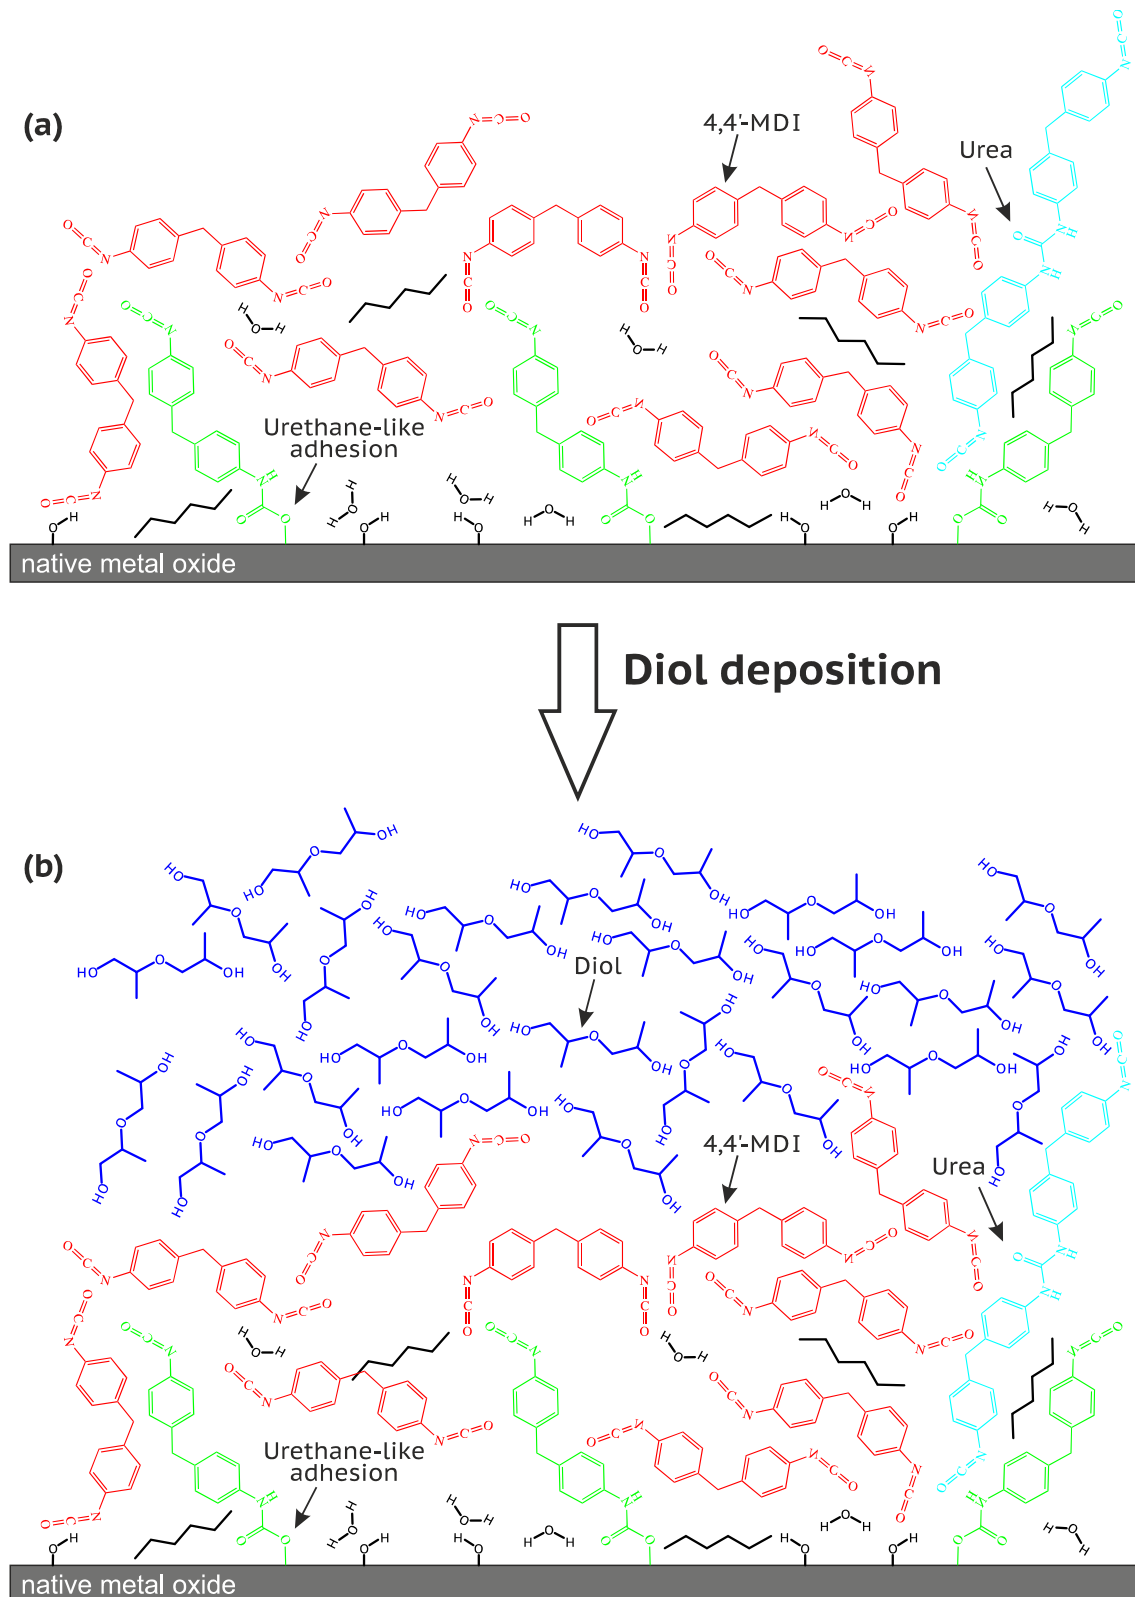 (a)
4,4'-MDI
Urea
Urethane-like
adhesion
native metal oxide
Diol deposition
(b)
Diol
4,4'-MDI
Urea
Urethane-like
adhesion
native metal oxide